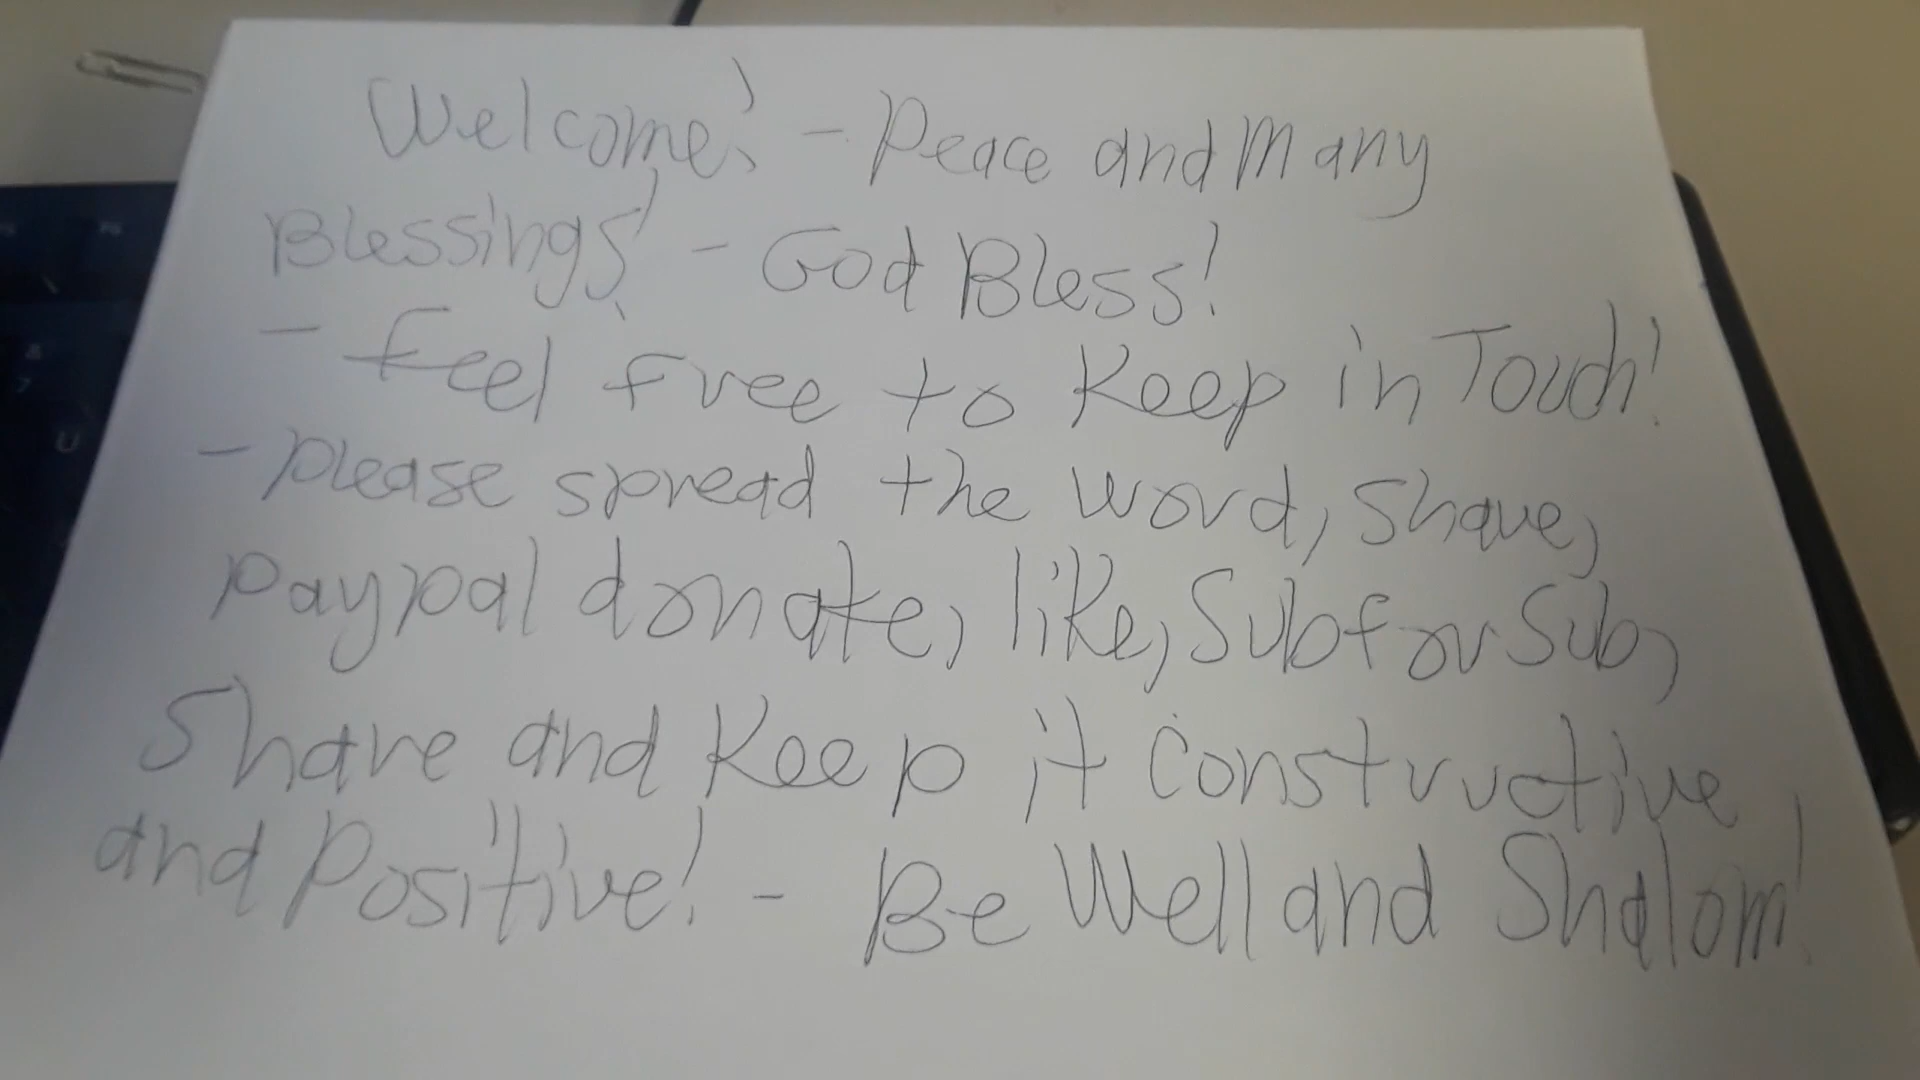 Welcome! - Peace and Many
Blessings! - God Bless!
- Feel free to Keep in Touch!
- Please spread the word, Share,
Paypal donate, like, Sub for Sub,
Share and Keep it Constructive
and Positive! - Be Well and Shalom!
U